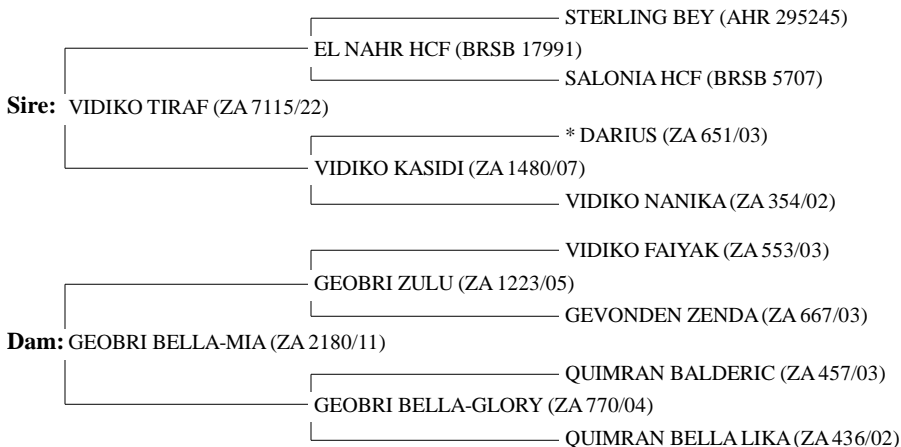 STERLING BEY (AHR 295245)
EL NAHR HCF (BRSB 17991)
SALONIA HCF (BRSB 5707)
Sire: VIDIKO TIRAF (ZA 7115/22)
* DARIUS (ZA 651/03)
VIDIKO KASIDI (ZA 1480/07)
VIDIKO NANIKA (ZA 354/02)
VIDIKO FAIYAK (ZA 553/03)
GEOBRI ZULU (ZA 1223/05)
GEVONDEN ZENDA (ZA 667/03)
Dam: GEOBRI BELLA-MIA (ZA 2180/11)
QUIMRAN BALDERIC (ZA 457/03)
GEOBRI BELLA-GLORY (ZA 770/04)
QUIMRAN BELLA LIKA (ZA 436/02)